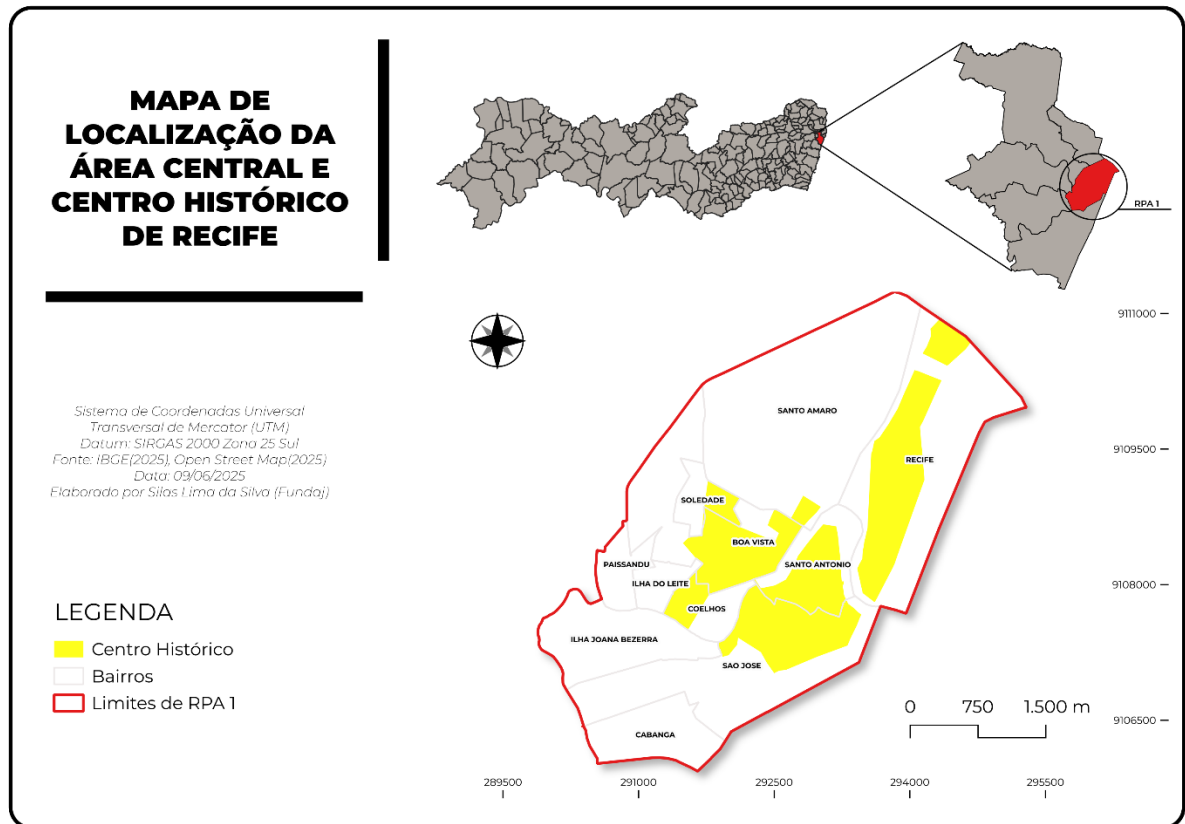 MAPA DE
LOCALIZAÇÃO DA
ÁREA CENTRAL E
CENTRO HISTÓRICO
DE RECIFE
RPA 1
Sistema de Coordenadas Universal
Transversal de Mercator (UTM)
Datum: SIRGAS 2000 Zona 25 Sul
Fonte: IBGE(2025), Open Street Map(2025)
Data: 09/06/2025
Elaborado por Silas Lima da Silva (Fundaj)
LEGENDA
Centro Histórico
Bairros
Limites de RPA 1
SANTO AMARO
RECIFE
SOLEDADE
BOA VISTA
PAISSANDU
SANTO ANTONIO
ILHA DO LEITE
COELHOS
ILHA JOANA BEZERRA
SAO JOSE
CABANGA
9111000
9109500
9108000
9106500
0 750 1.500 m
289500 291000 292500 294000 295500